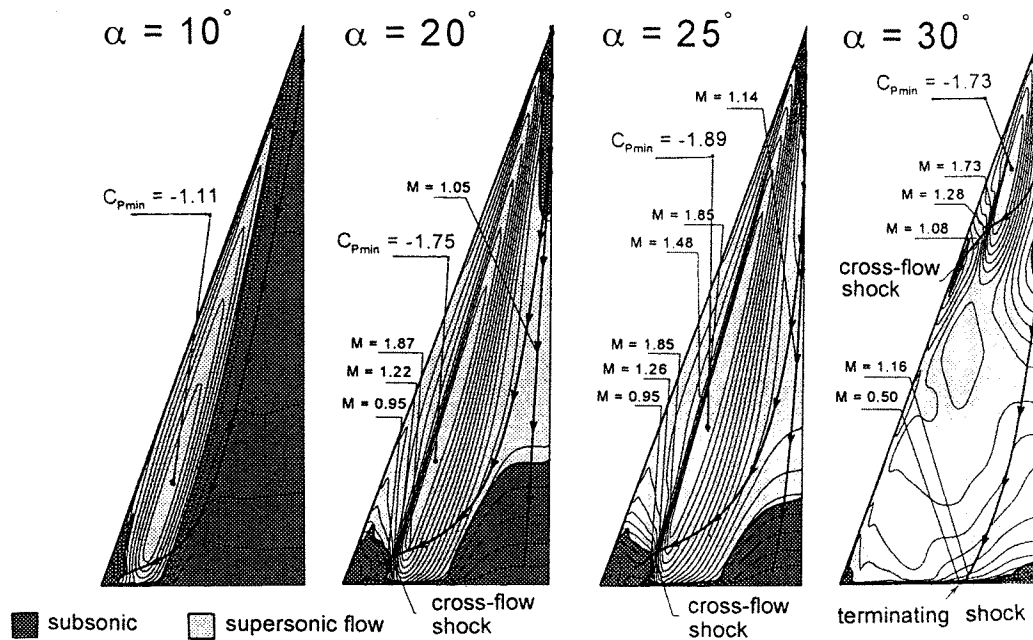 α = 10°
C_Pmin = -1.11
α = 20°
M = 1.05
C_Pmin = -1.75
M = 1.87
M = 1.22
M = 0.95
cross-flow
shock
α = 25°
M = 1.14
C_Pmin = -1.89
M = 1.85
M = 1.48
M = 1.85
M = 1.26
M = 0.95
cross-flow
shock
α = 30°
C_Pmin = -1.73
M = 1.73
M = 1.28
M = 1.08
cross-flow
shock
M = 1.16
M = 0.50
terminating shock
subsonic
supersonic flow